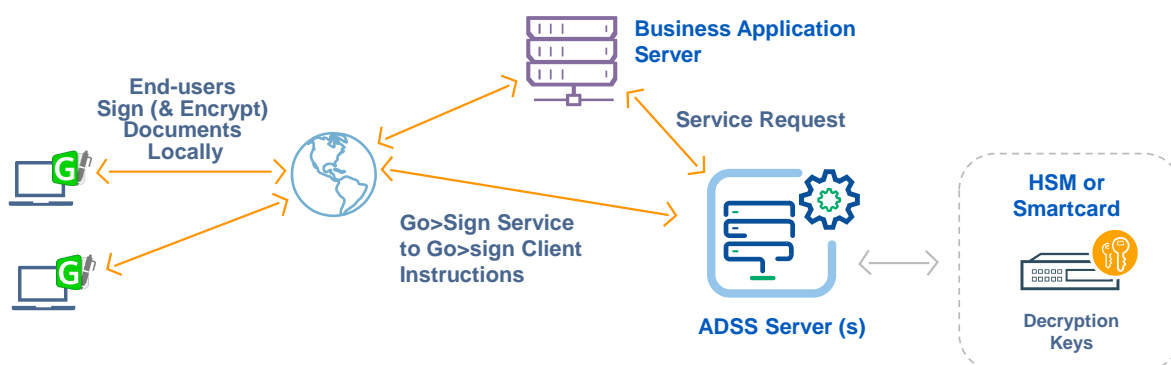 Business Application
Server
End-users
Sign (& Encrypt)
Documents
Locally
Service Request
G
G
Go>Sign Service
to Go>sign Client
Instructions
HSM or
Smartcard
ADSS Server (s)
Decryption
Keys